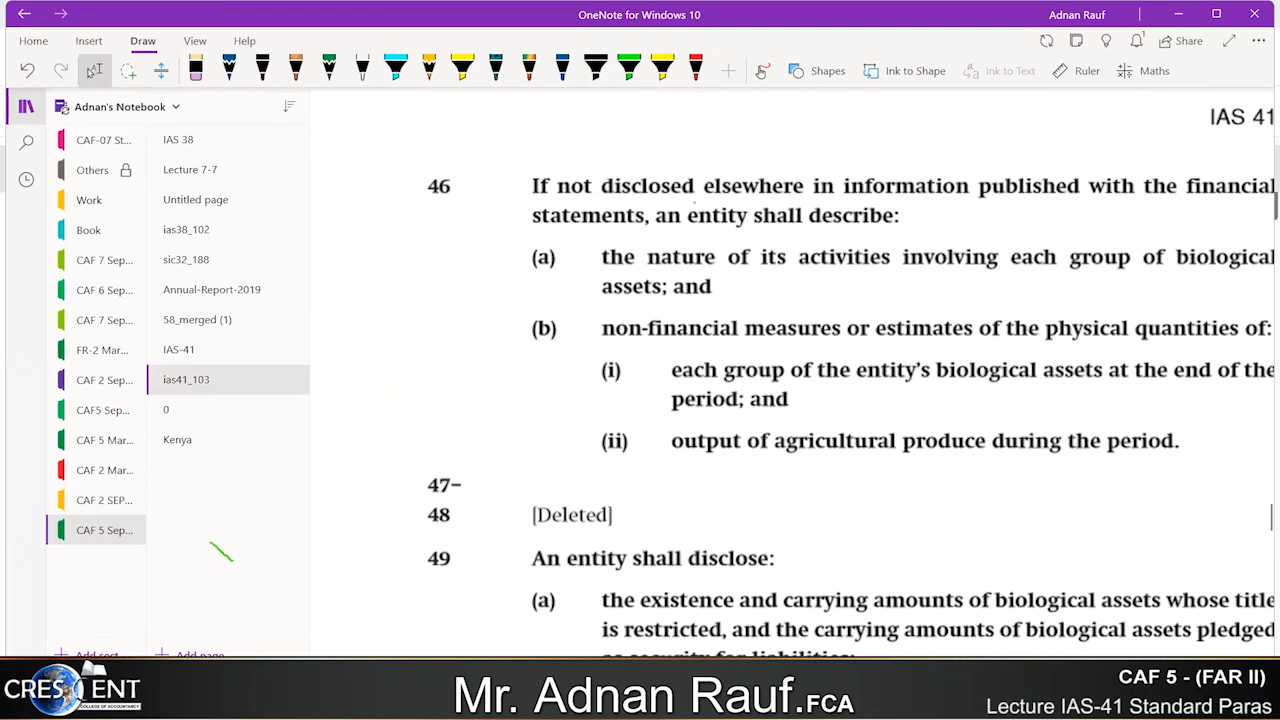 OneNote for Windows 10
Adnan Rauf
Home Insert Draw View Help
Share
Shapes Ink to Shape Ink to Text Ruler Maths
Adnan's Notebook
CAF-07 St...
Others
Work
Book
CAF 7 Sep...
CAF 6 Sep...
CAF 7 Sep...
FR-2 Mar...
CAF 2 Sep...
CAF5 Sep...
CAF 5 Mar...
CAF 2 Mar...
CAF 2 SEP...
CAF 5 Sep...
IAS 38
Lecture 7-7
Untitled page
ias38_102
sic32_188
Annual-Report-2019
58_merged (1)
IAS-41
ias41_103
0
Kenya
IAS 41
46 If not disclosed elsewhere in information published with the financial
statements, an entity shall describe:
(a) the nature of its activities involving each group of biological
assets; and
(b) non-financial measures or estimates of the physical quantities of:
(i) each group of the entity's biological assets at the end of the
period; and
(ii) output of agricultural produce during the period.
47–
48 [Deleted]
49 An entity shall disclose:
(a) the existence and carrying amounts of biological assets whose title
is restricted, and the carrying amounts of biological assets pledged
as security for liabilities;
CRESCENT
COLLEGE OF ACCOUNTANCY
Mr. Adnan Rauf.FCA
CAF 5 - (FAR II)
Lecture IAS-41 Standard Paras